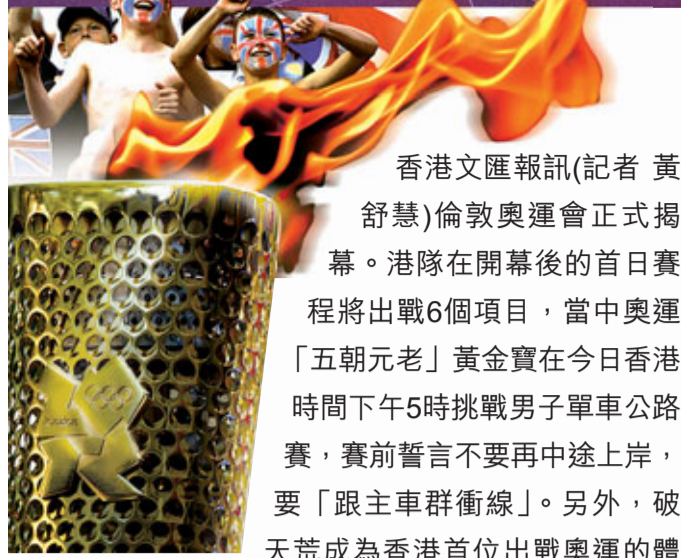 香港文匯報訊(記者 黃
舒慧)倫敦奧運會正式揭
幕。港隊在開幕後的首日賽
程將出戰6個項目，當中奧運
「五朝元老」黃金寶在今日香港
時間下午5時挑戰男子單車公路
賽，賽前誓言不要再中途上岸，
要「跟主車群衝線」。另外，破
天荒成為香港首位出戰奧運的體